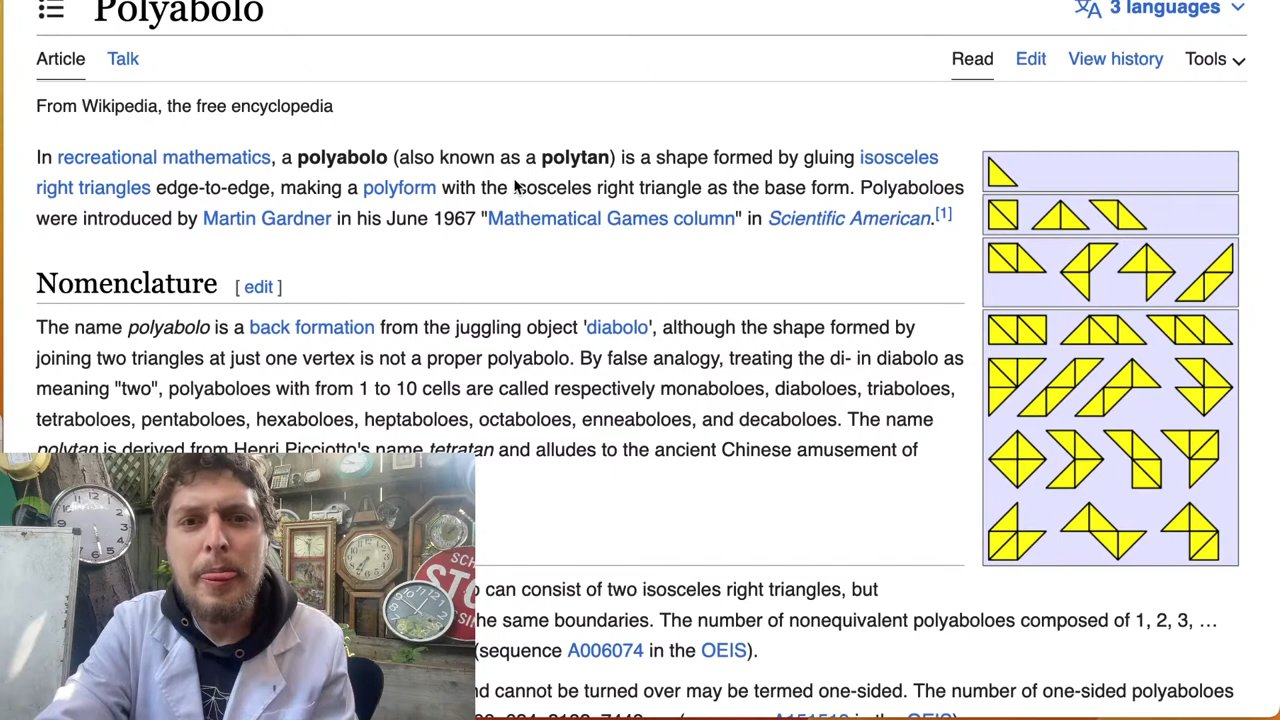 Polyabolo
3 languages
Article Talk Read Edit View history Tools
From Wikipedia, the free encyclopedia
In recreational mathematics, a polyabolo (also known as a polytan) is a shape formed by gluing isosceles
right triangles edge-to-edge, making a polyform with the isosceles right triangle as the base form. Polyaboloes
were introduced by Martin Gardner in his June 1967 "Mathematical Games column" in Scientific American.[1]
Nomenclature [ edit ]
The name polyabolo is a back formation from the juggling object 'diabolo', although the shape formed by
joining two triangles at just one vertex is not a proper polyabolo. By false analogy, treating the di- in diabolo as
meaning "two", polyaboloes with from 1 to 10 cells are called respectively monaboloes, diaboloes, triaboloes,
tetraboloes, pentaboloes, hexaboloes, heptaboloes, octaboloes, enneaboloes, and decaboloes. The name
polytan is derived from Henri Picciotto's name tetratan and alludes to the ancient Chinese amusement of
can consist of two isosceles right triangles, but
he same boundaries. The number of nonequivalent polyaboloes composed of 1, 2, 3, …
(sequence A006074 in the OEIS).
d cannot be turned over may be termed one-sided. The number of one-sided polyaboloes
in the OEIS).
STOP